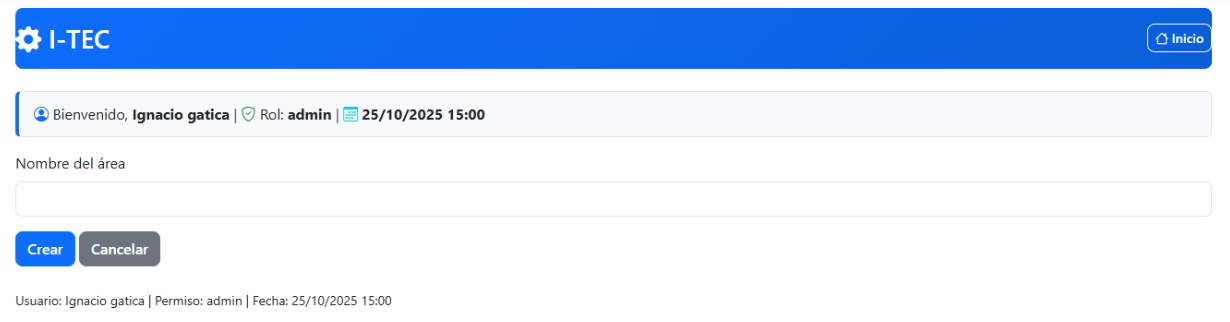 I-TEC
Inicio
Bienvenido, Ignacio gatica | Rol: admin | 25/10/2025 15:00
Nombre del área
Crear Cancelar
Usuario: Ignacio gatica | Permiso: admin | Fecha: 25/10/2025 15:00